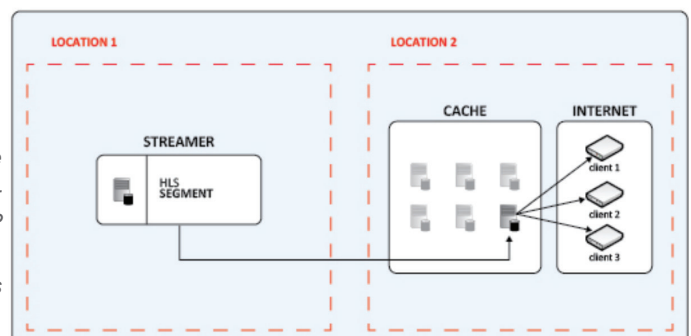 LOCATION 1
LOCATION 2
STREAMER
HLS
SEGMENT
CACHE
INTERNET
client 1
client 2
client 3